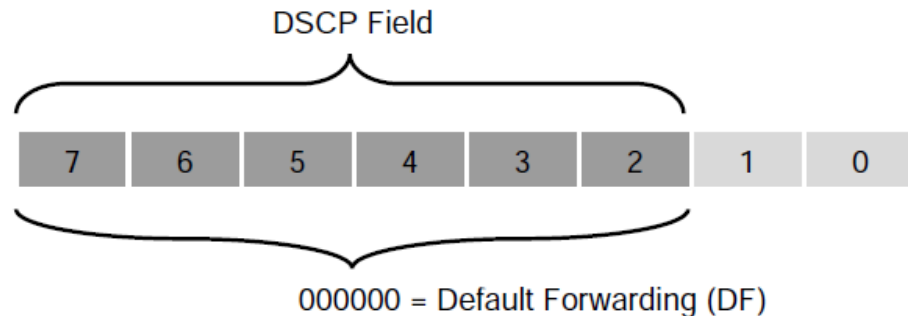 DSCP Field
7 6 5 4 3 2 1 0
000000 = Default Forwarding (DF)